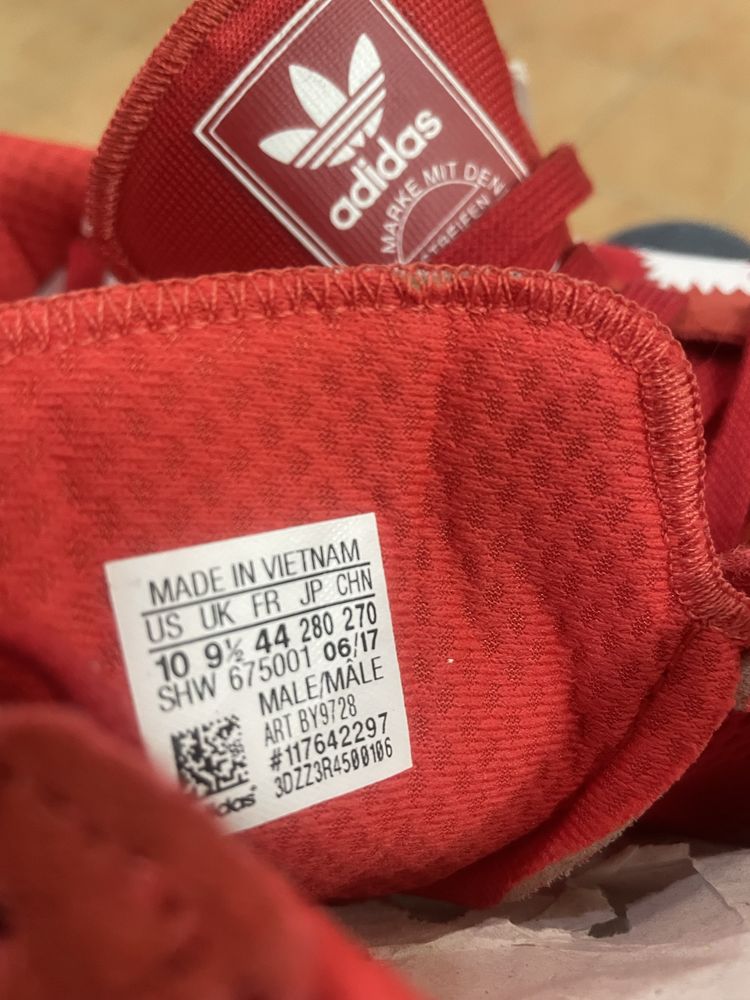 adidas
MARKE MIT DEN
STREIFEN
MADE IN VIETNAM
US UK FR JP CHN
10 9½ 44 280 270
SHW 675001 06/17
MALE/MÂLE
ART BY9728
#117642297
3DZZ3R4500106
adidas